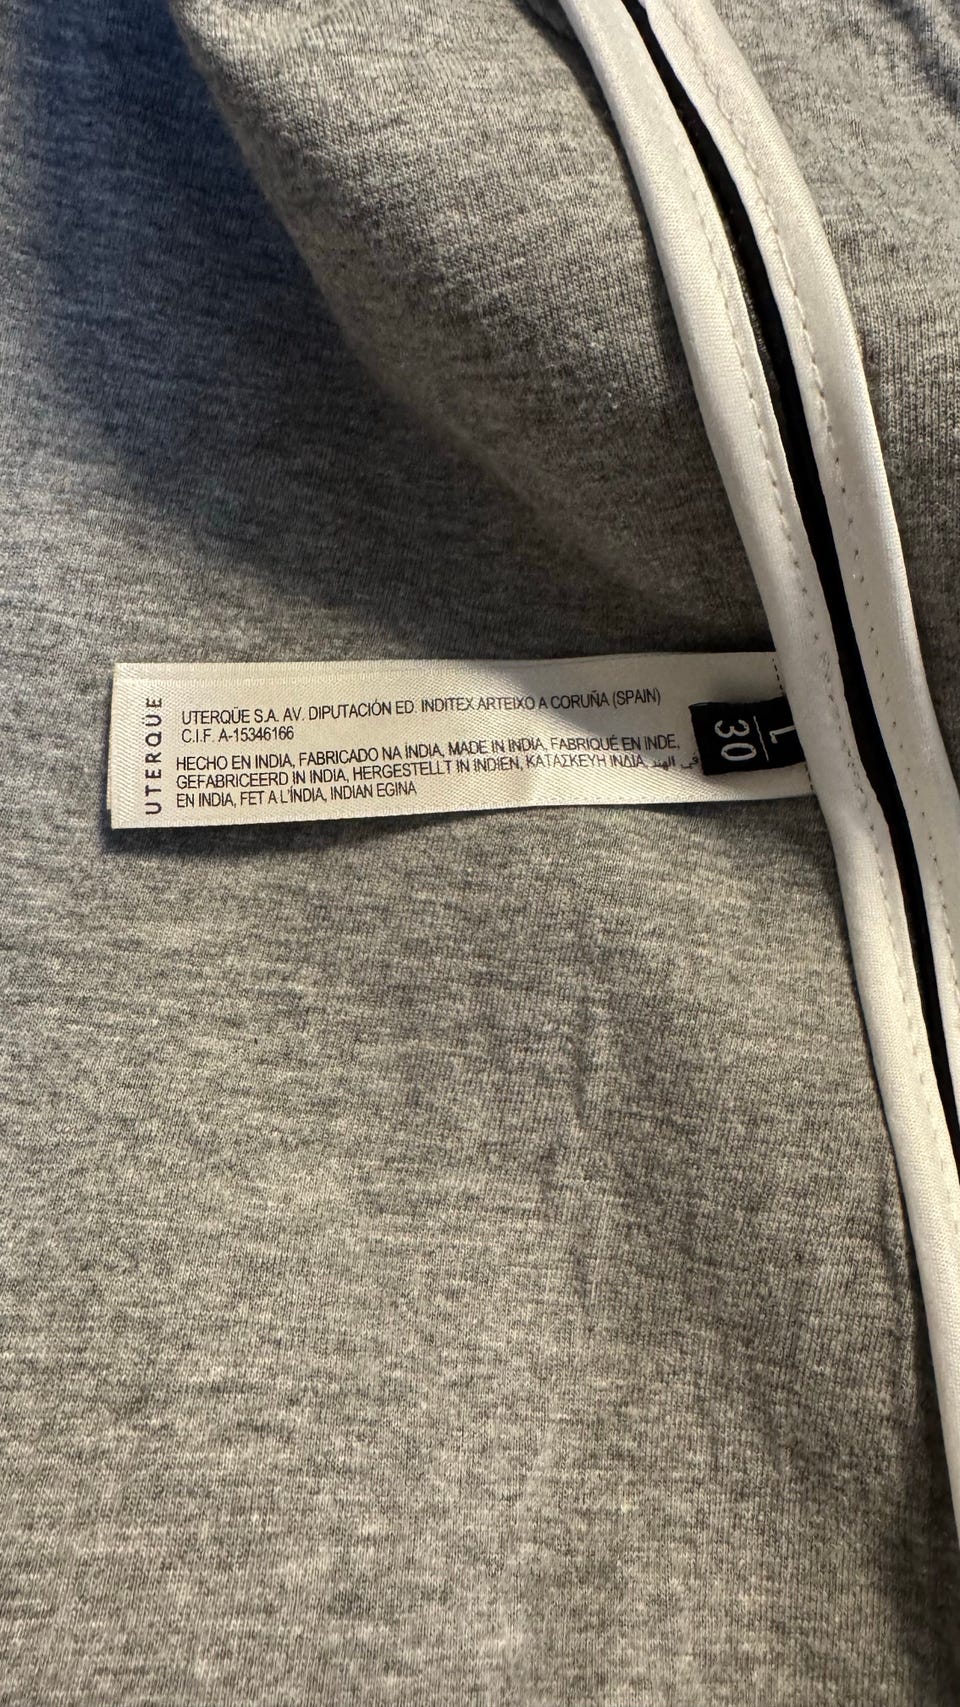 UTERQÜE
UTERQÜE S.A. AV. DIPUTACIÓN ED. INDITEX ARTEIXO A CORUÑA (SPAIN)
C.I.F. A-15346166
HECHO EN INDIA, FABRICADO NA ÍNDIA, MADE IN INDIA, FABRIQUÉ EN INDE,
GEFABRICEERD IN INDIA, HERGESTELLT IN INDIEN, ΚΑΤΑΣΚΕΥΗ ΙΝΔΙΑ, في الهند
EN INDIA, FET A L'ÍNDIA, INDIAN EGINA
L
30